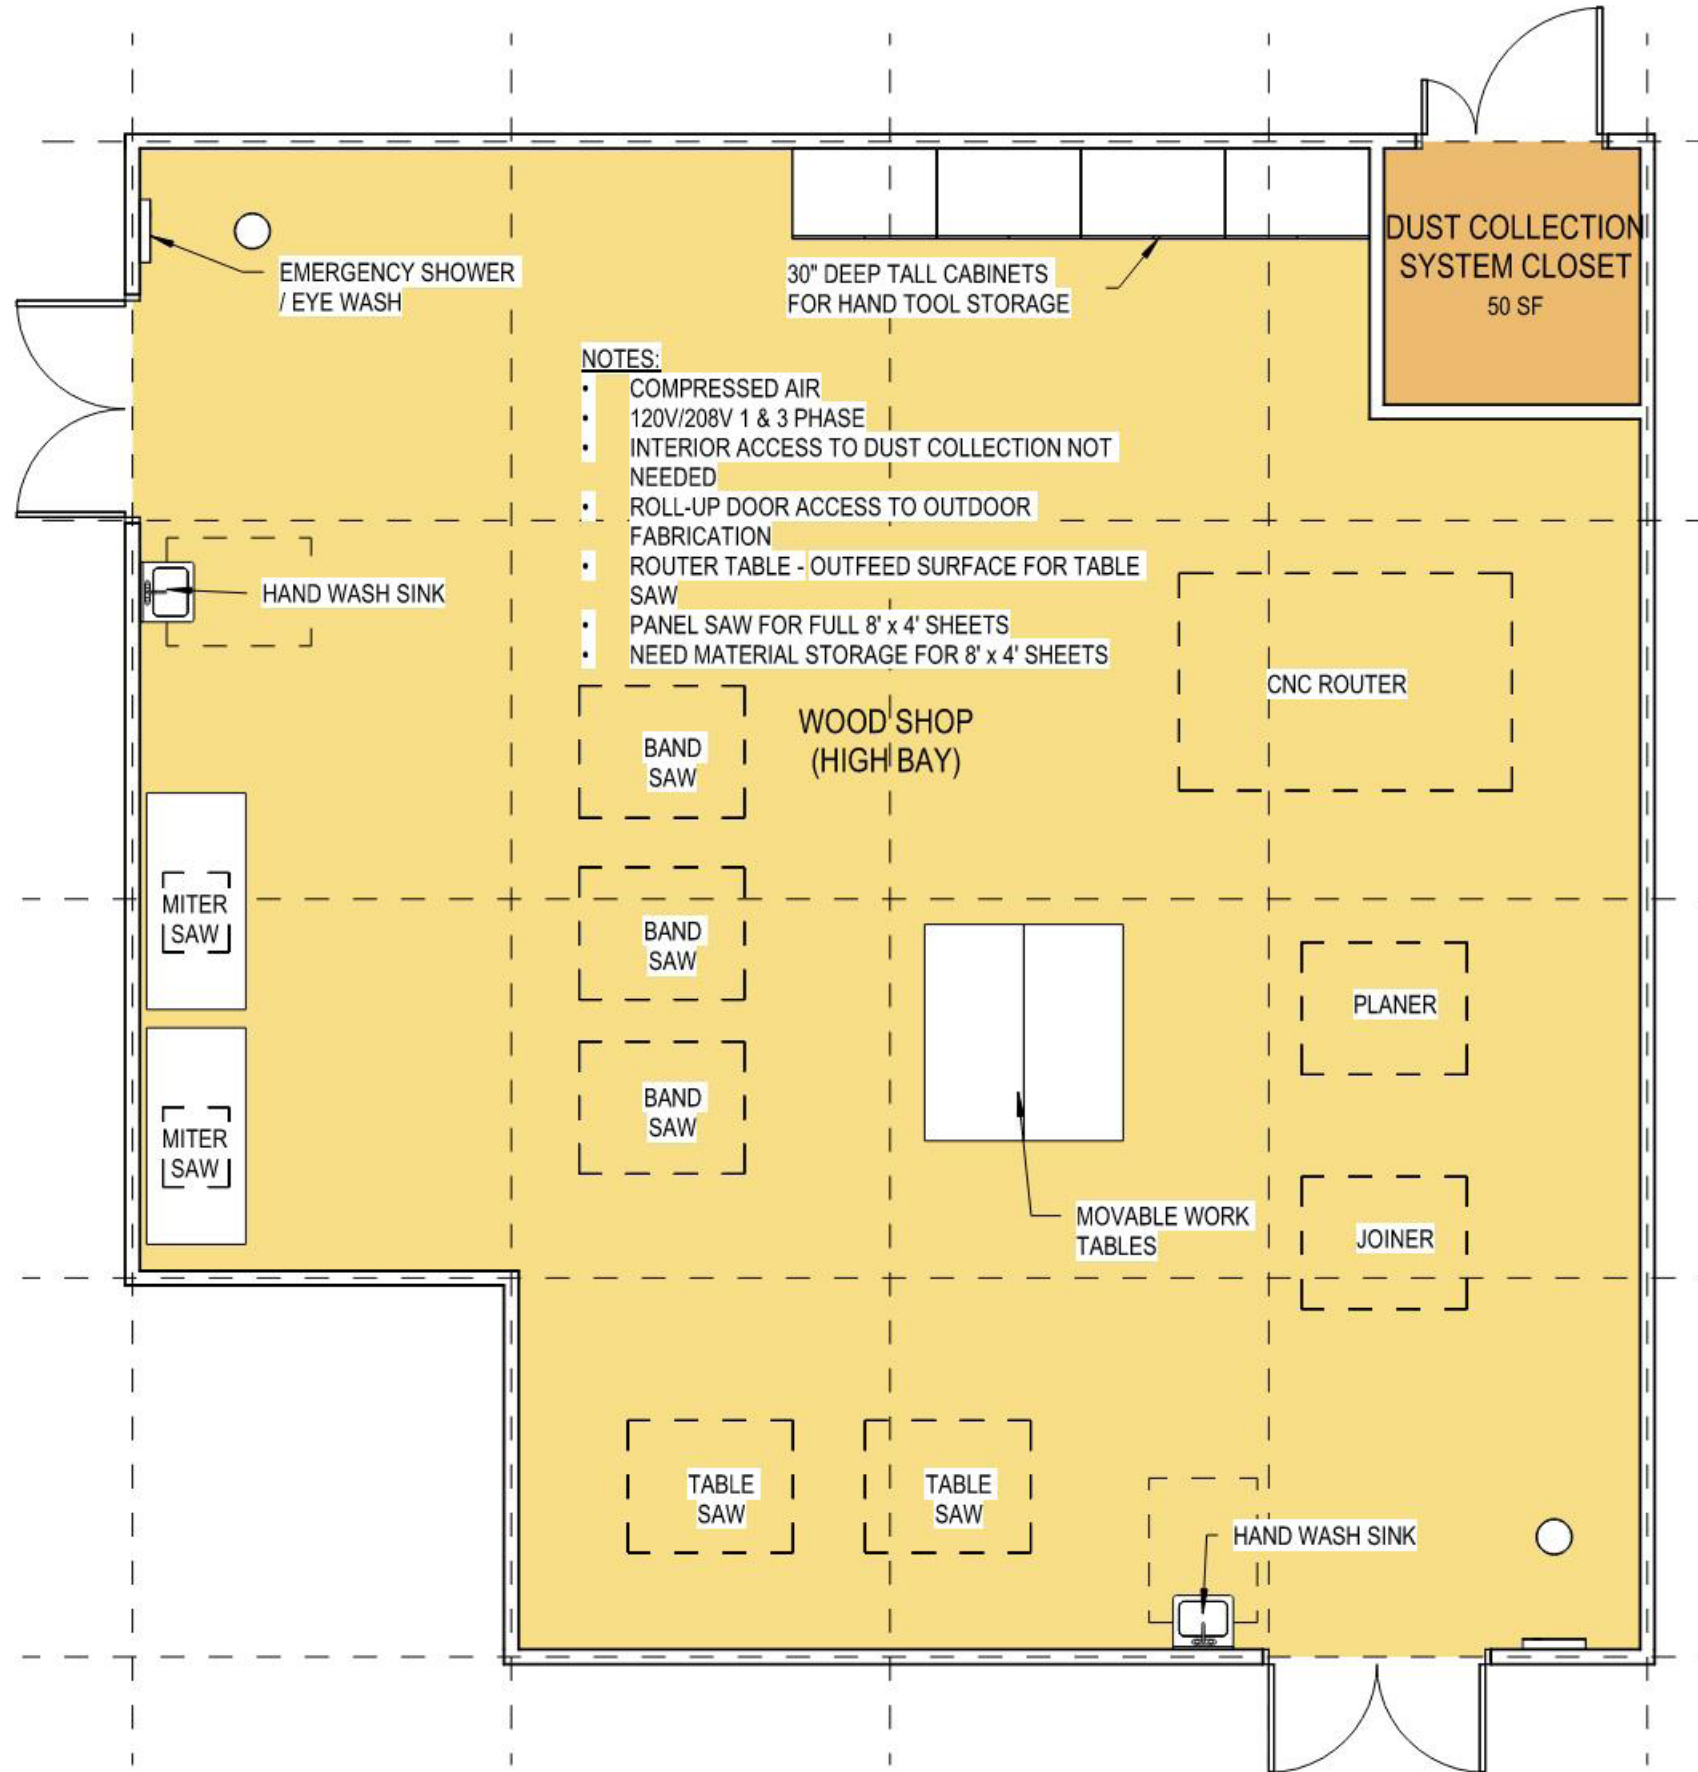 DUST COLLECTION
SYSTEM CLOSET
50 SF
EMERGENCY SHOWER
/ EYE WASH
30" DEEP TALL CABINETS
FOR HAND TOOL STORAGE
NOTES:
• COMPRESSED AIR
• 120V/208V 1 & 3 PHASE
• INTERIOR ACCESS TO DUST COLLECTION NOT
NEEDED
• ROLL-UP DOOR ACCESS TO OUTDOOR
FABRICATION
• ROUTER TABLE - OUTFEED SURFACE FOR TABLE
SAW
• PANEL SAW FOR FULL 8' x 4' SHEETS
• NEED MATERIAL STORAGE FOR 8' x 4' SHEETS
HAND WASH SINK
CNC ROUTER
WOOD SHOP
(HIGH BAY)
BAND
SAW
MITER
SAW
BAND
SAW
PLANER
BAND
SAW
MITER
SAW
MOVABLE WORK
TABLES
JOINER
TABLE
SAW
TABLE
SAW
HAND WASH SINK